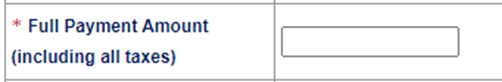 * Full Payment Amount
(including all taxes)